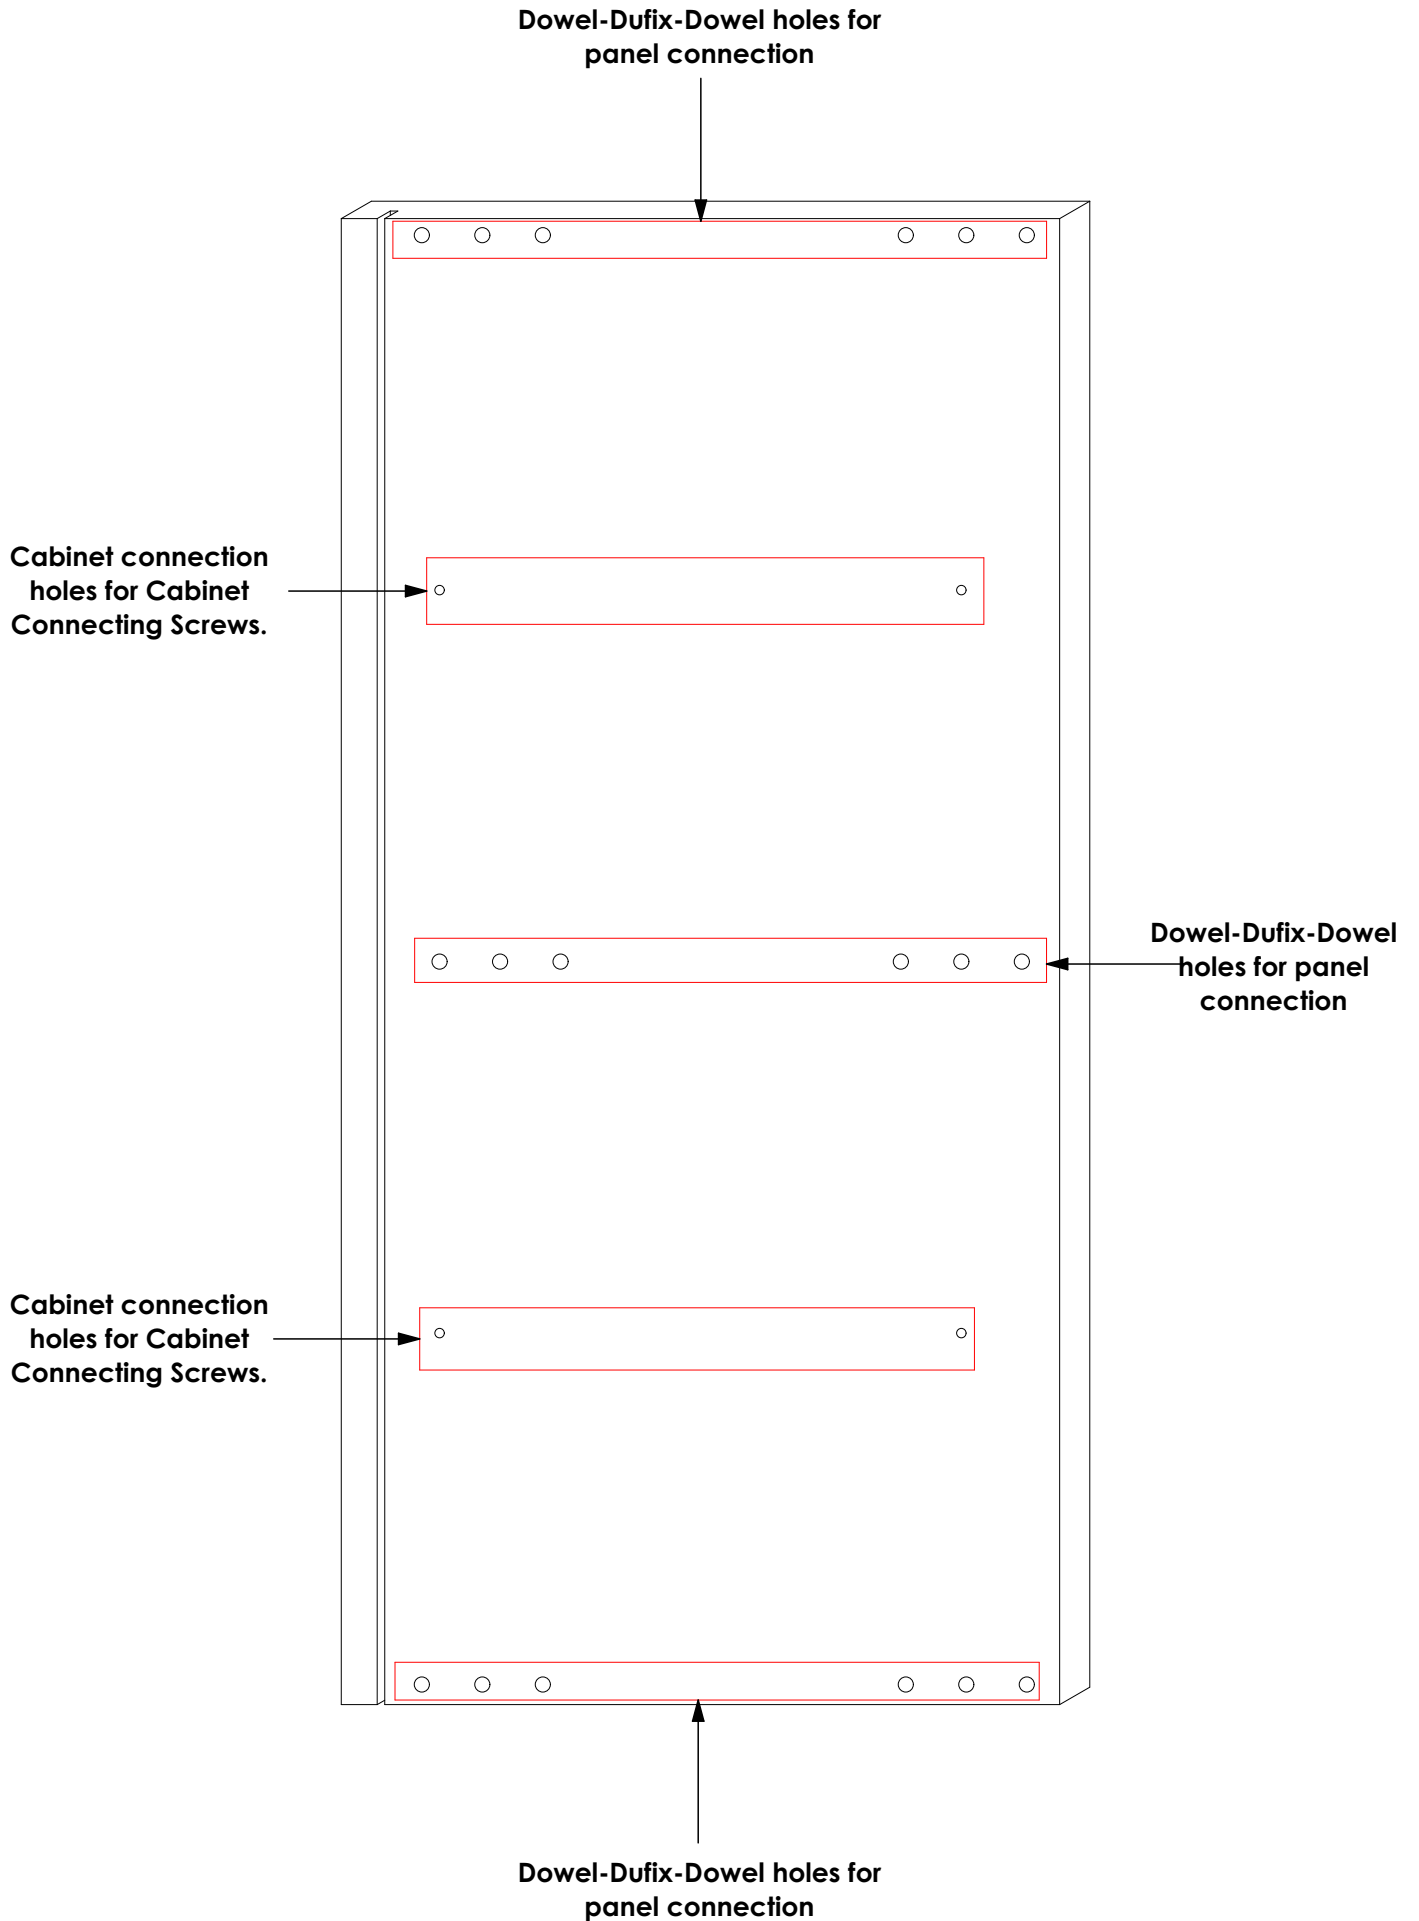 Dowel-Dufix-Dowel holes for
panel connection
Cabinet connection
holes for Cabinet
Connecting Screws.
Dowel-Dufix-Dowel
holes for panel
connection
Cabinet connection
holes for Cabinet
Connecting Screws.
Dowel-Dufix-Dowel holes for
panel connection